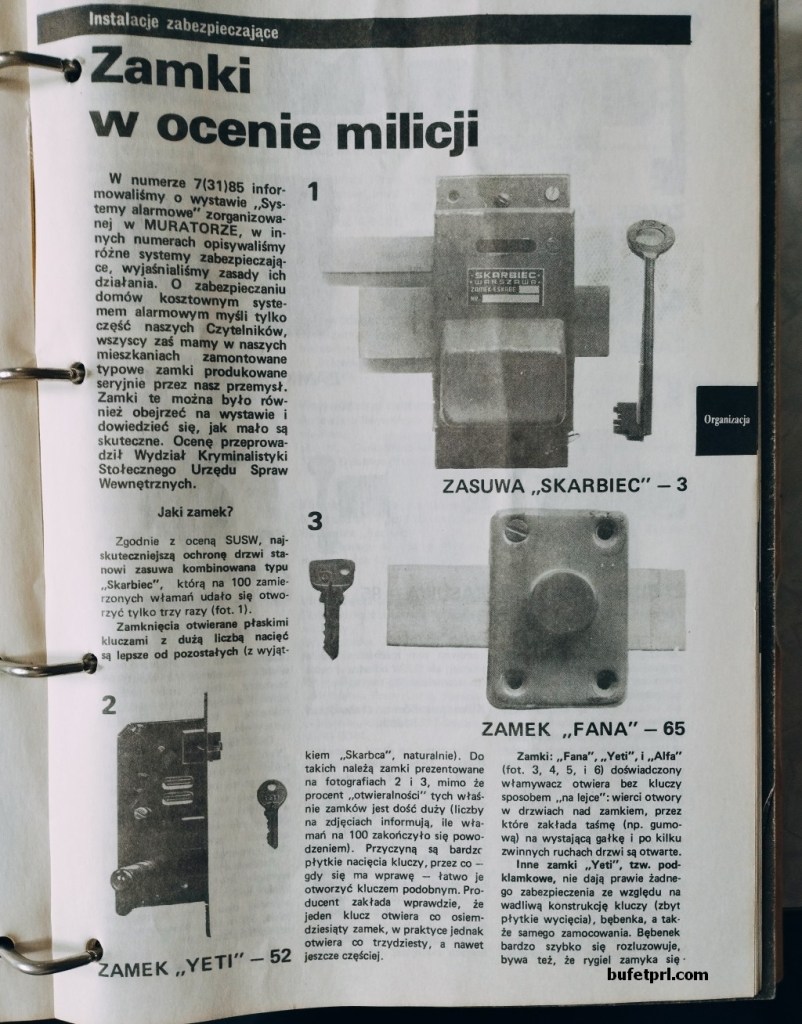 Instalacje zabezpieczające
Zamki
w ocenie milicji
W numerze 7(31)85 infor-
mowaliśmy o wystawie „Sys-
temy alarmowe” zorganizowa-
nej w MURATORZE, w in-
nych numerach opisywaliśmy
różne systemy zabezpieczają-
ce, wyjaśnialiśmy zasady ich
działania. O zabezpieczaniu
domów kosztownym syste-
mem alarmowym myśli tylko
część naszych Czytelników,
wszyscy zaś mamy w naszych
mieszkaniach zamontowane
typowe zamki produkowane
seryjnie przez nasz przemysł.
Zamki te można było rów-
nież obejrzeć na wystawie i
dowiedzieć się, jak mało są
skuteczne. Ocenę przeprowa-
dził Wydział Kryminalistyki
Stołecznego Urzędu Spraw
Wewnętrznych.
Jaki zamek?
Zgodnie z oceną SUSW, naj-
skuteczniejszą ochronę drzwi sta-
nowi zasuwa kombinowana typu
„Skarbiec”, którą na 100 zamie-
rzonych włamań udało się otwo-
rzyć tylko trzy razy (fot. 1).
Zamknięcia otwierane płaskimi
kluczami z dużą liczbą nacięć
są lepsze od pozostałych (z wyjąt-
1
SKARBIEC
WARSZAWA
NR
ZASUWA „SKARBIEC” — 3
3
ZAMEK „FANA” — 65
2
ZAMEK „YETI” — 52
kiem „Skarbca”, naturalnie). Do
takich należą zamki prezentowane
na fotografiach 2 i 3, mimo że
procent „otwieralności” tych właś-
nie zamków jest dość duży (liczby
na zdjęciach informują, ile wła-
mań na 100 zakończyło się powo-
dzeniem). Przyczyną są bardzo
płytkie nacięcia kluczy, przez co —
gdy się ma wprawę — łatwo je
otworzyć kluczem podobnym. Pro-
ducent zakłada wprawdzie, że
jeden klucz otwiera co osiem-
dziesiąty zamek, w praktyce jednak
otwiera co trzydziesty, a nawet
jeszcze częściej.
Zamki: „Fana”, „Yeti”, i „Alfa”
(fot. 3, 4, 5, i 6) doświadczony
włamywacz otwiera bez kluczy
sposobem „na lejce”: wierci otwory
w drzwiach nad zamkiem, przez
które zakłada taśmę (np. gumo-
wą) na wystającą gałkę i po kilku
zwinnych ruchach drzwi są otwarte.
Inne zamki „Yeti”, tzw. pod-
klamkowe, nie dają prawie żadne-
go zabezpieczenia ze względu na
wadliwą konstrukcję kluczy (zbyt
płytkie wycięcia), bębenka, a tak-
że samego zamocowania. Bębenek
bardzo szybko się rozluzowuje,
bywa też, że rygiel zamyka się
Organizacja
bufetprl.com